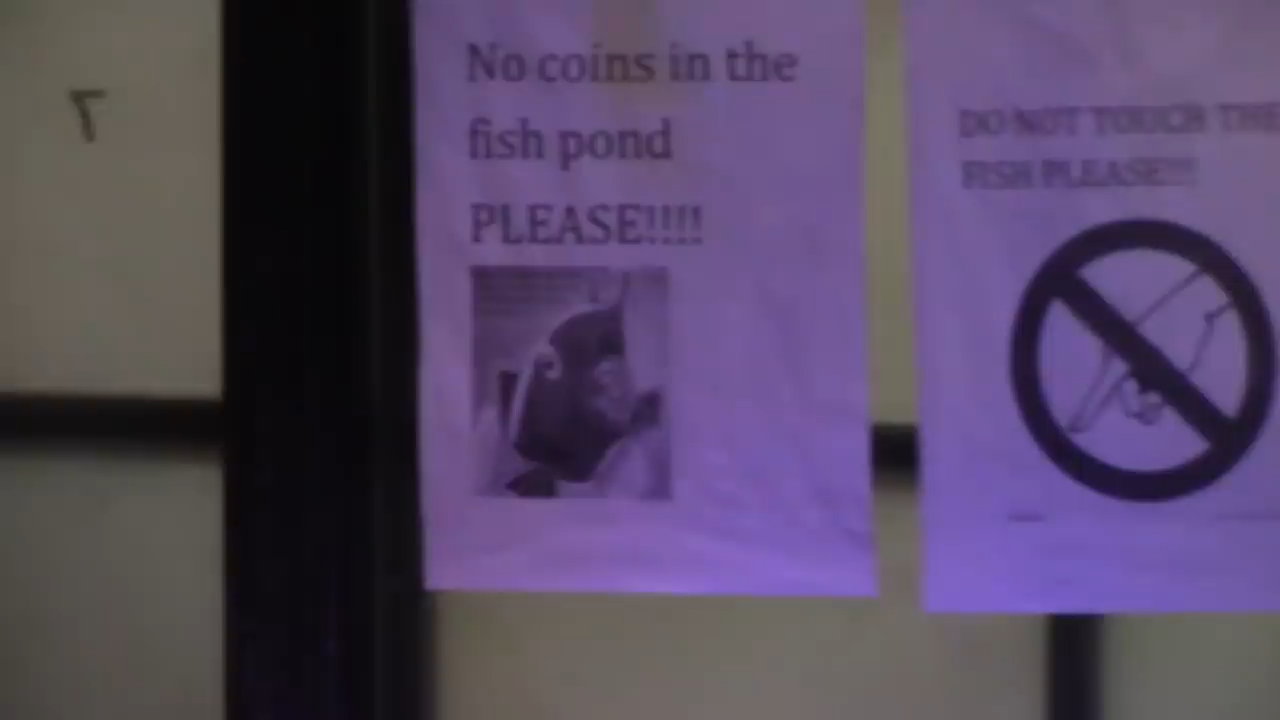 No coins in the
fish pond
PLEASE!!!!
DO NOT TOUCH THE
FISH PLEASE!!!